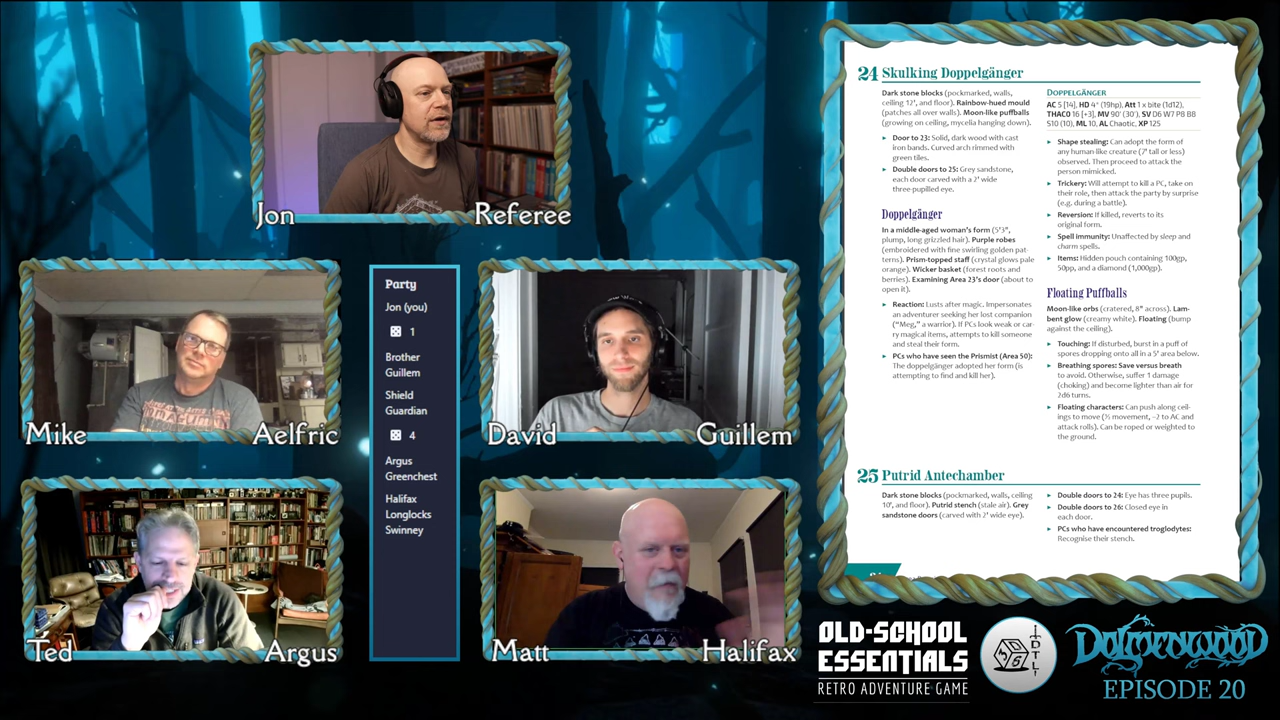 Jon
Referee
Mike
Aelfric
David
Guillem
Ted
Argus
Matt
Halifax
Party
Jon (you)
1
Brother
Guillem
Shield
Guardian
4
Argus
Greenchest
Halifax
Longlocks
Swinney
24 Skulking Doppelgänger
Dark stone blocks (pockmarked, walls,
ceiling 12', and floor). Rainbow-hued mould
(patches all over walls). Moon-like puffballs
(growing on ceiling, mycelia hanging down).
▶ Door to 23: Solid, dark wood with cast
iron bands. Curved arch rimmed with
green tiles.
▶ Double doors to 25: Grey sandstone,
each door carved with a 2' wide
three pupilled eye.
Doppelgänger
In a middle-aged woman's form (5'3",
plump, long grizzled hair). Purple robes
(embroidered with fine swirling golden pat-
terns). Prism-topped staff (crystal glows pale
orange). Wicker basket (forest roots and
berries). Examining Area 23's door (about to
open it).
▶ Reaction: Lusts after magic. Impersonates
an adventurer seeking her lost companion
("Meg," a warrior). If PCs look weak or car-
ry magical items, attempts to kill someone
and steal their form.
▶ PCs who have seen the Prismist (Area 50):
The doppelgänger adopted her form (is
attempting to find and kill her).
DOPPELGÄNGER
AC 5 [14], HD 4* (19hp), Att 1 x bite (1d12),
THAC0 16 [+3], MV 90' (30'), SV D6 W7 P8 B8
S10 (10), ML 10, AL Chaotic, XP 125
▶ Shape stealing: Can adopt the form of
any human-like creature (7' tall or less)
observed. Then proceed to attack the
person mimicked.
▶ Trickery: Will attempt to kill a PC, take on
their role, then attack the party by surprise
(e.g. during a battle).
▶ Reversion: If killed, reverts to its
original form.
▶ Spell immunity: Unaffected by sleep and
charm spells.
▶ Items: Hidden pouch containing 100gp,
50pp, and a diamond (1,000gp).
Floating Puffballs
Moon-like orbs (cratered, 8" across). Lam-
bent glow (creamy white). Floating (bump
against the ceiling).
▶ Touching: If disturbed, burst in a puff of
spores dropping onto all in a 5' area below.
▶ Breathing spores: Save versus breath
to avoid. Otherwise, suffer 1 damage
(choking) and become lighter than air for
2d6 turns.
▶ Floating characters: Can push along ceil-
ings to move (½ movement, −2 to AC and
attack rolls). Can be roped or weighted to
the ground.
25 Putrid Antechamber
Dark stone blocks (pockmarked, walls, ceiling
10', and floor). Putrid stench (stale air). Grey
sandstone doors (carved with 2' wide eye).
▶ Double doors to 24: Eye has three pupils.
▶ Double doors to 26: Closed eye in
each door.
▶ PCs who have encountered troglodytes:
Recognise their stench.
OLD-SCHOOL
ESSENTIALS
RETRO ADVENTURE GAME
ITDTL!
Dolmenwood
EPISODE 20